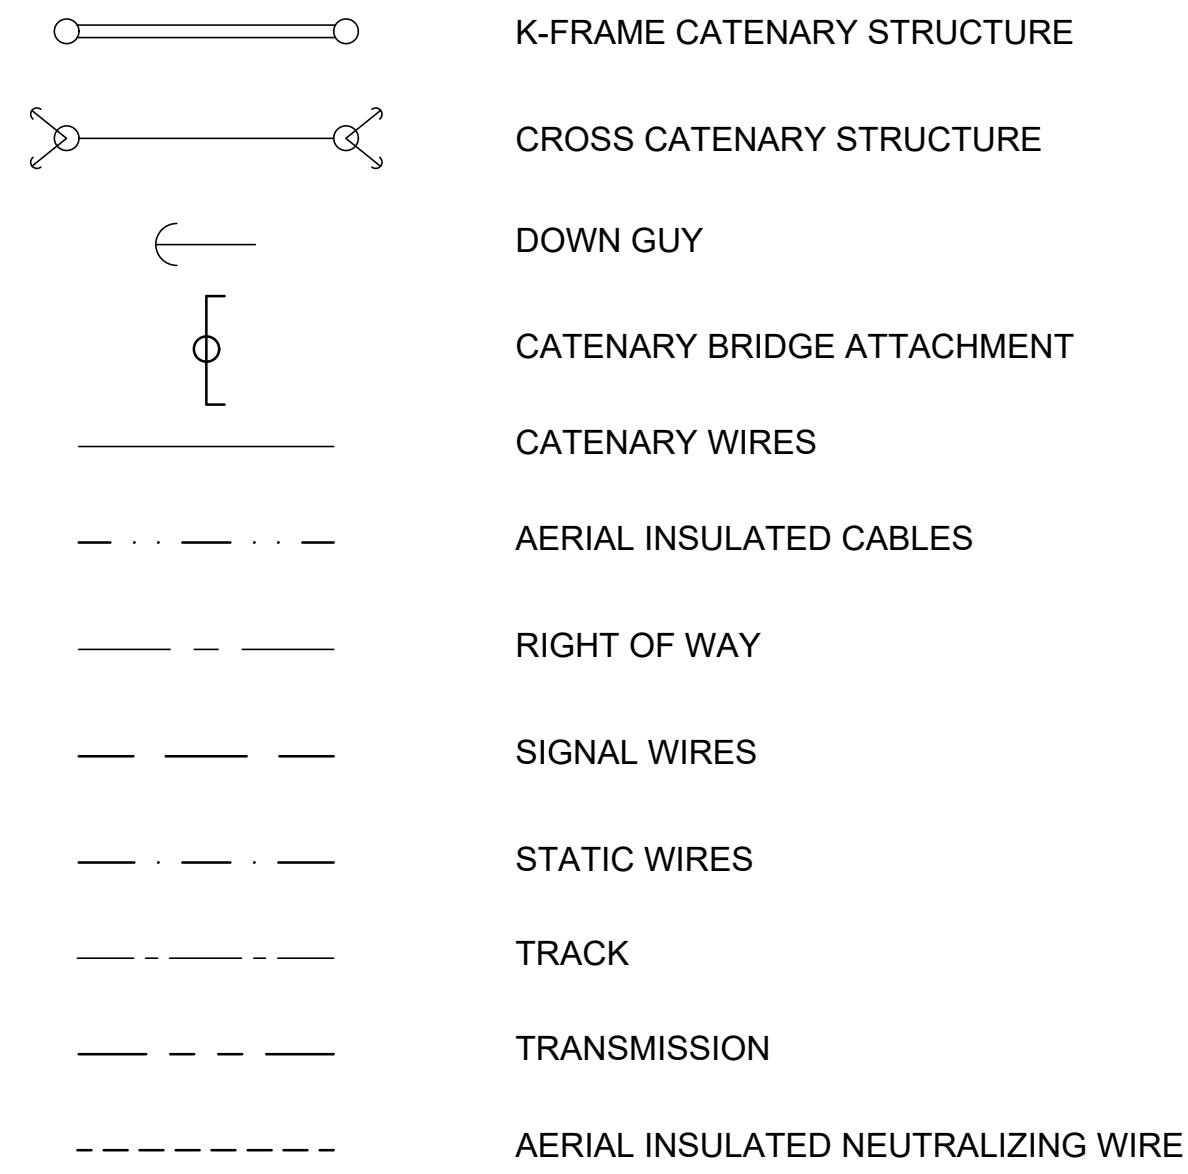 K-FRAME CATENARY STRUCTURE
CROSS CATENARY STRUCTURE
DOWN GUY
CATENARY BRIDGE ATTACHMENT
CATENARY WIRES
AERIAL INSULATED CABLES
RIGHT OF WAY
SIGNAL WIRES
STATIC WIRES
TRACK
TRANSMISSION
AERIAL INSULATED NEUTRALIZING WIRE